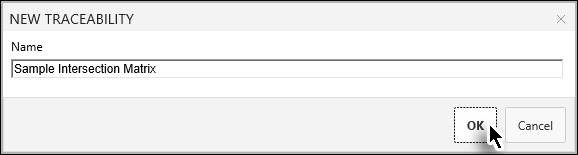 NEW TRACEABILITY
Name
Sample Intersection Matrix
OK Cancel